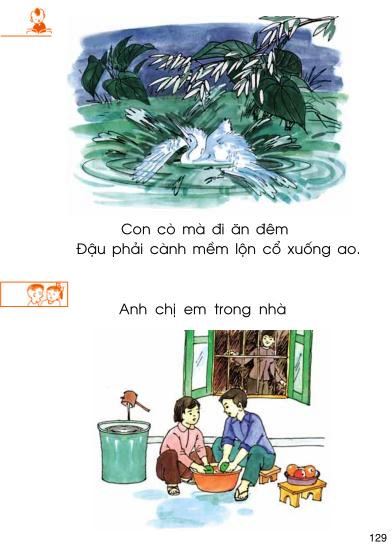 Con cò mà đi ăn đêm
Đậu phải cành mềm lộn cổ xuống ao.
Anh chị em trong nhà
129